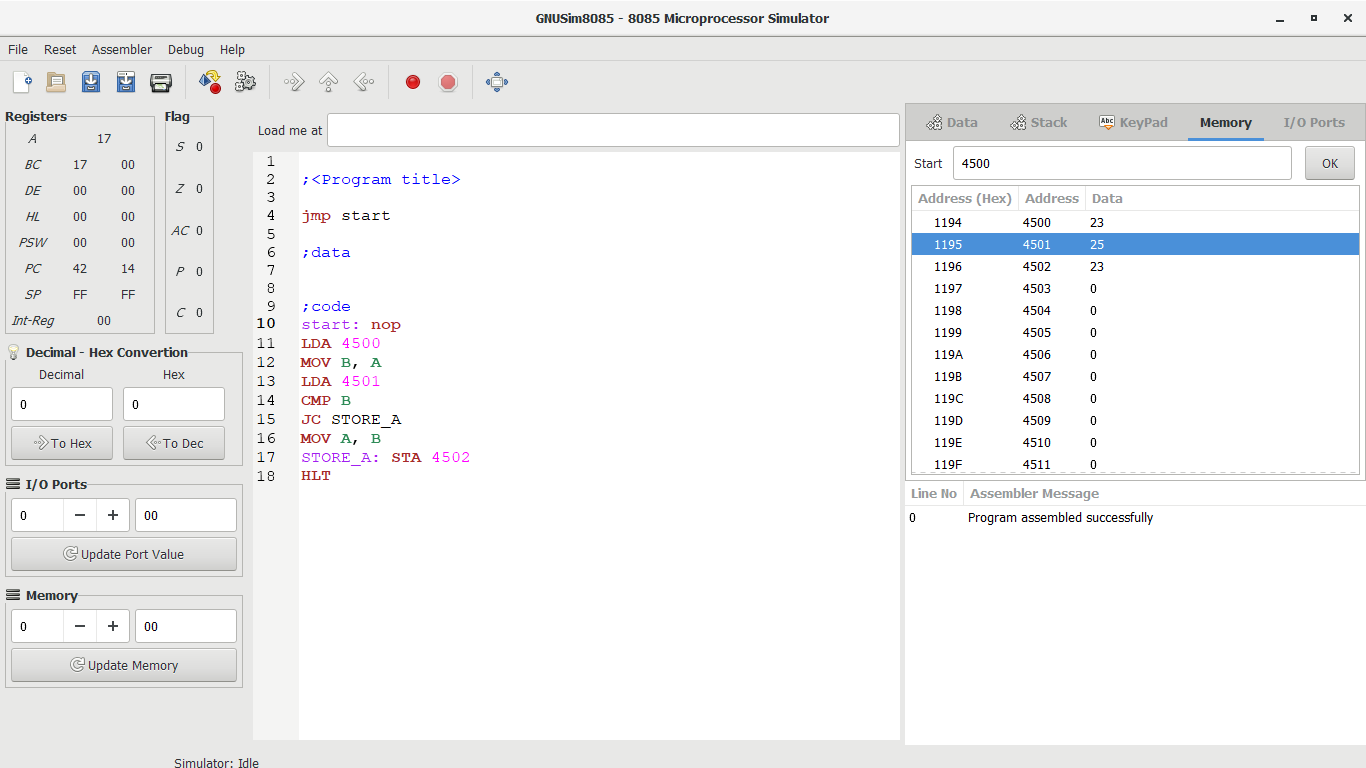 GNUSim8085 - 8085 Microprocessor Simulator
File Reset Assembler Debug Help
Registers
A 17
BC 17 00
DE 00 00
HL 00 00
PSW 00 00
PC 42 14
SP FF FF
Int-Reg 00
Flag
S 0
Z 0
AC 0
P 0
C 0
Decimal - Hex Convertion
Decimal Hex
0 0
To Hex To Dec
I/O Ports
0 − + 00
Update Port Value
Memory
0 − + 00
Update Memory
Load me at
1
2 ;<Program title>
3
4 jmp start
5
6 ;data
7
8
9 ;code
10 start: nop
11 LDA 4500
12 MOV B, A
13 LDA 4501
14 CMP B
15 JC STORE_A
16 MOV A, B
17 STORE_A: STA 4502
18 HLT
Data Stack Abc KeyPad Memory I/O Ports
Start 4500 OK
Address (Hex) Address Data
1194 4500 23
1195 4501 25
1196 4502 23
1197 4503 0
1198 4504 0
1199 4505 0
119A 4506 0
119B 4507 0
119C 4508 0
119D 4509 0
119E 4510 0
119F 4511 0
Line No Assembler Message
0 Program assembled successfully
Simulator: Idle